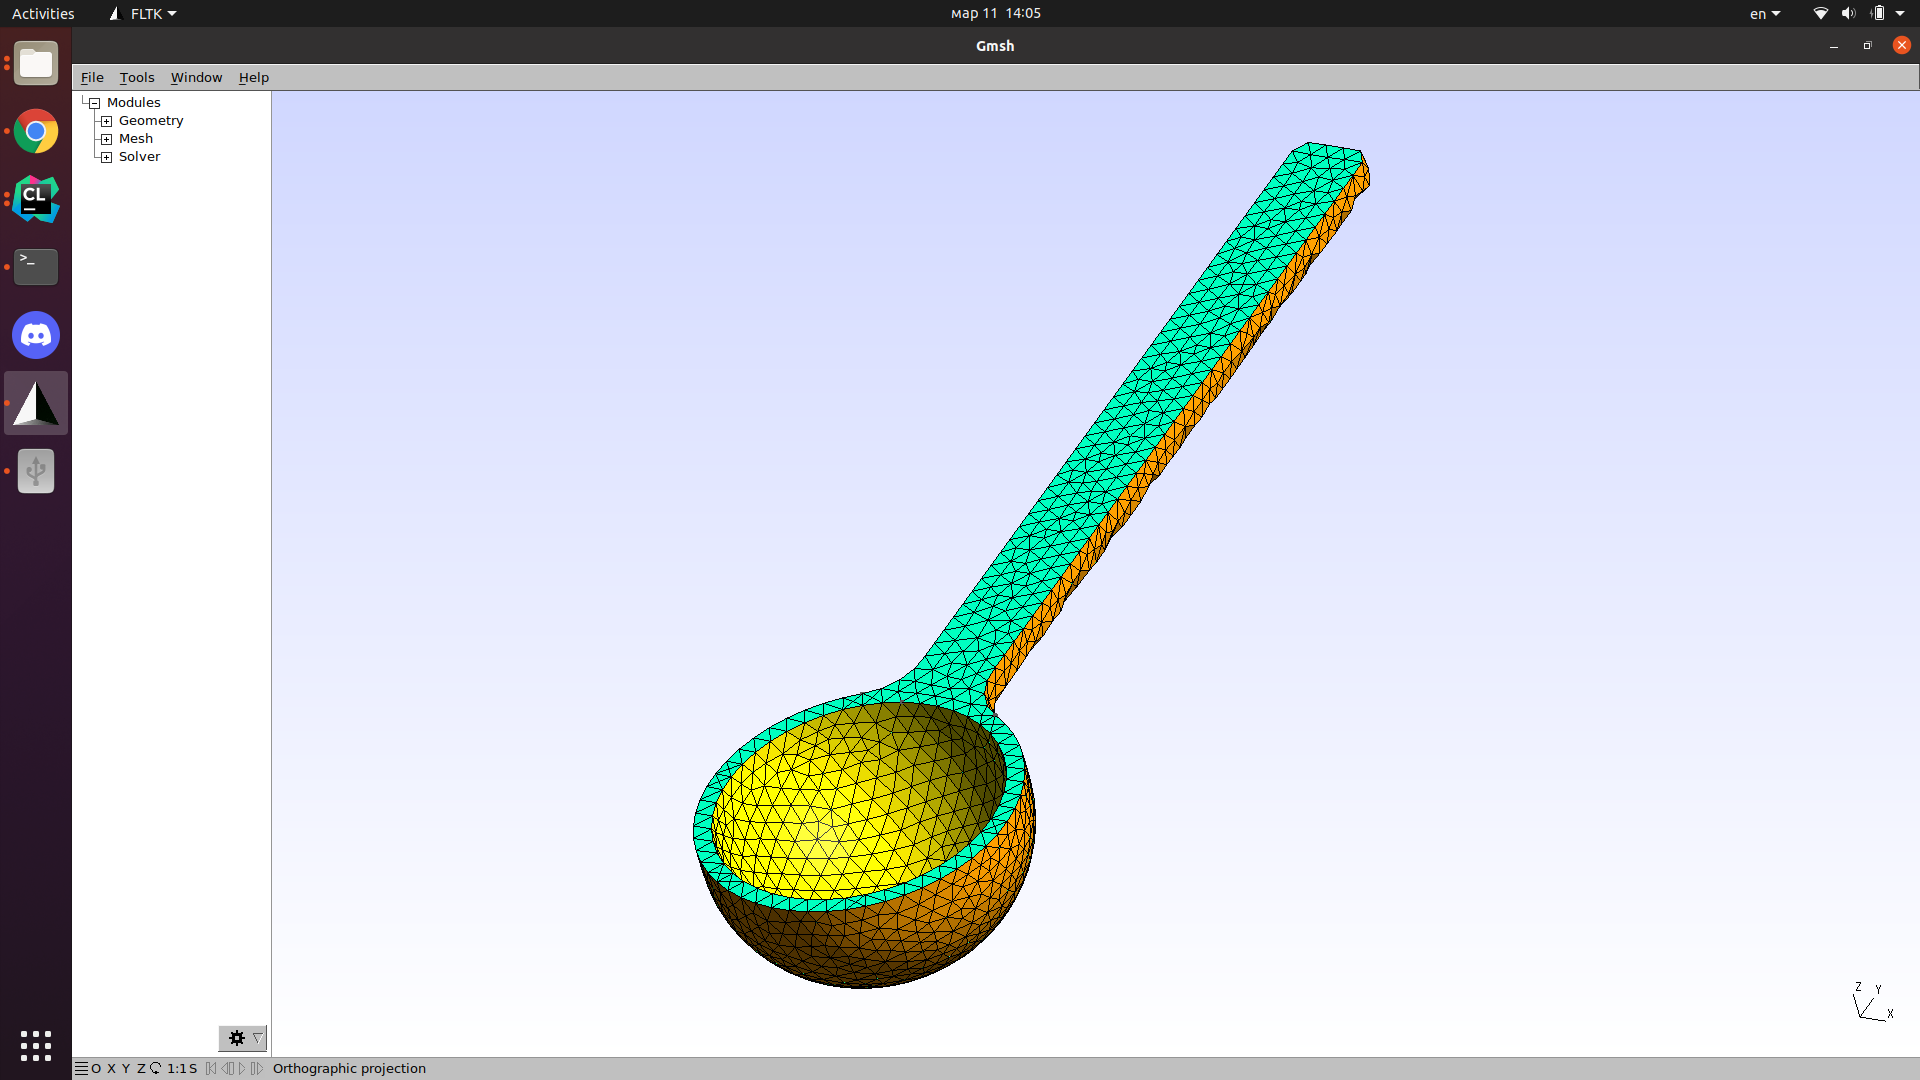 Activities FLTK мар 11 14:05 en
Gmsh
File Tools Window Help
Modules
Geometry
Mesh
Solver
CL
>_
Z Y
X
O X Y Z 1:1 S Orthographic projection